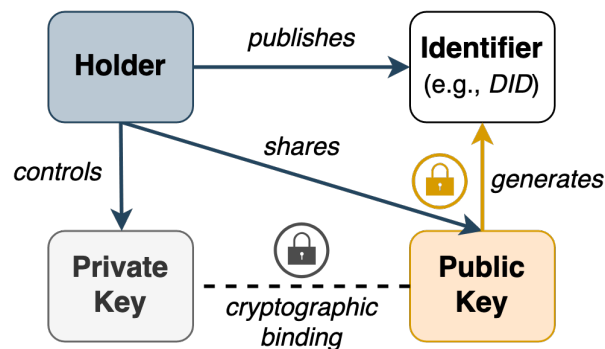 publishes
Holder
Identifier
(e.g., DID)
shares
controls
generates
Private
Key
cryptographic
binding
Public
Key